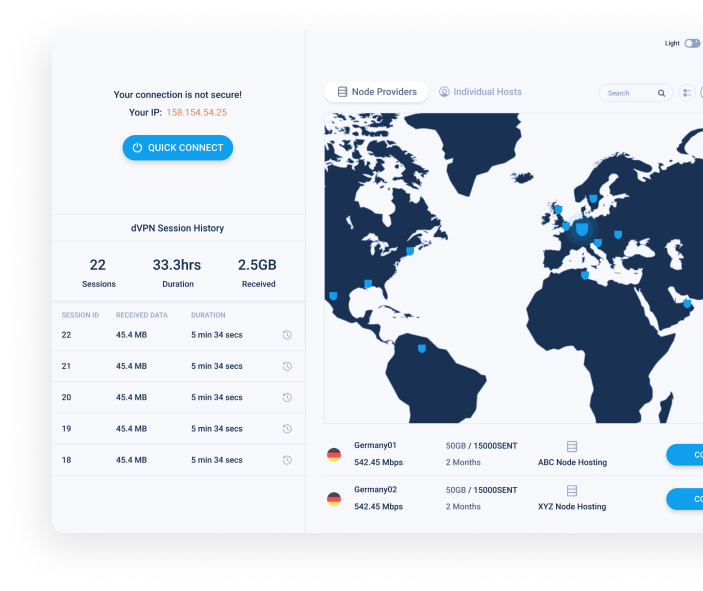 Light
Your connection is not secure!
Your IP: 158.154.54.25
QUICK CONNECT
Node Providers
Individual Hosts
Search
dVPN Session History
22 33.3hrs 2.5GB
Sessions Duration Received
SESSION ID RECEIVED DATA DURATION
22 45.4 MB 5 min 34 secs
21 45.4 MB 5 min 34 secs
20 45.4 MB 5 min 34 secs
19 45.4 MB 5 min 34 secs
18 45.4 MB 5 min 34 secs
Germany01 50GB / 15000SENT
542.45 Mbps 2 Months ABC Node Hosting
CO
Germany02 50GB / 15000SENT
542.45 Mbps 2 Months XYZ Node Hosting
CO